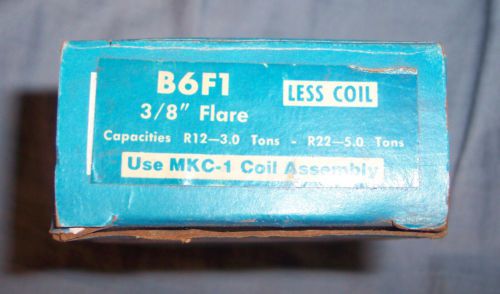 B6F1
LESS COIL
3/8" Flare
Capacities R12—3.0 Tons - R22—5.0 Tons
Use MKC-1 Coil Assembly